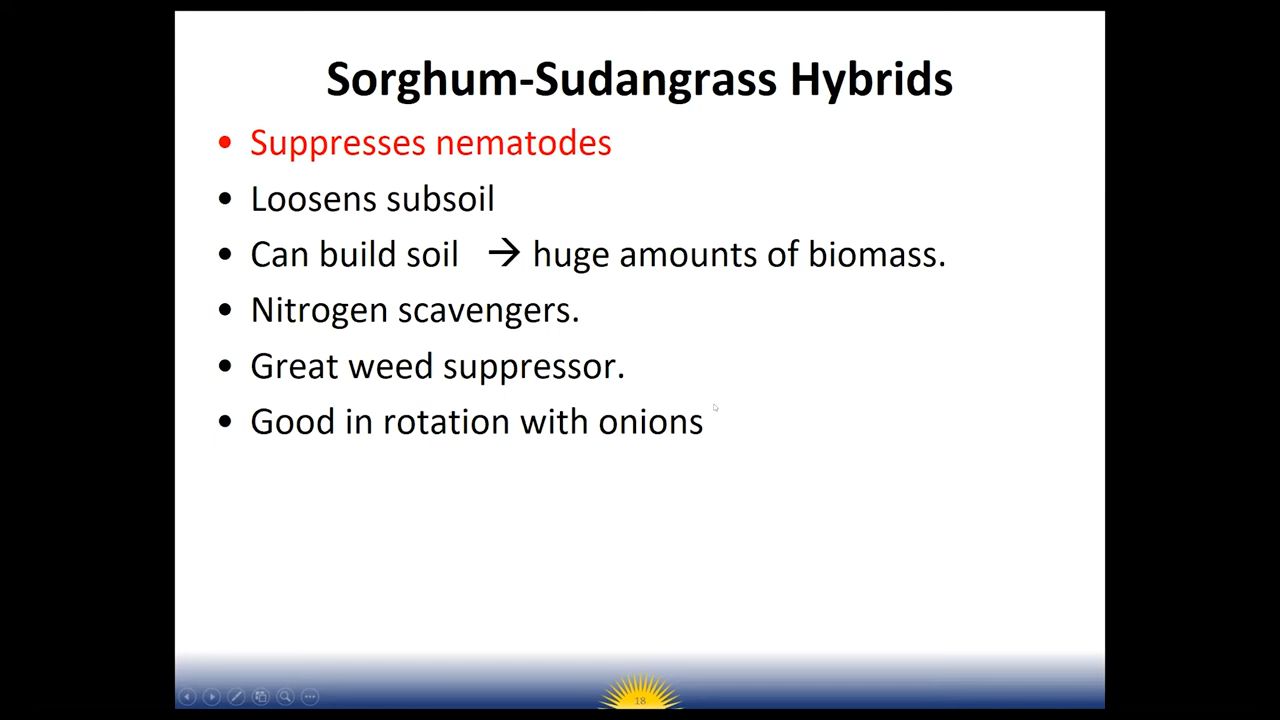 Sorghum-Sudangrass Hybrids
• Suppresses nematodes
• Loosens subsoil
• Can build soil → huge amounts of biomass.
• Nitrogen scavengers.
• Great weed suppressor.
• Good in rotation with onions
18